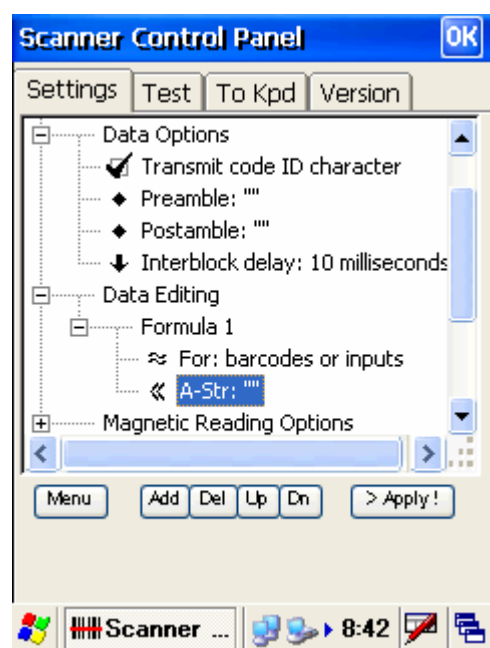 Scanner Control Panel OK
Settings Test To Kpd Version
Data Options
Transmit code ID character
Preamble: ""
Postamble: ""
Interblock delay: 10 milliseconds
Data Editing
Formula 1
For: barcodes or inputs
A-Str: ""
Magnetic Reading Options
Menu Add Del Up Dn > Apply!
Scanner ... 8:42